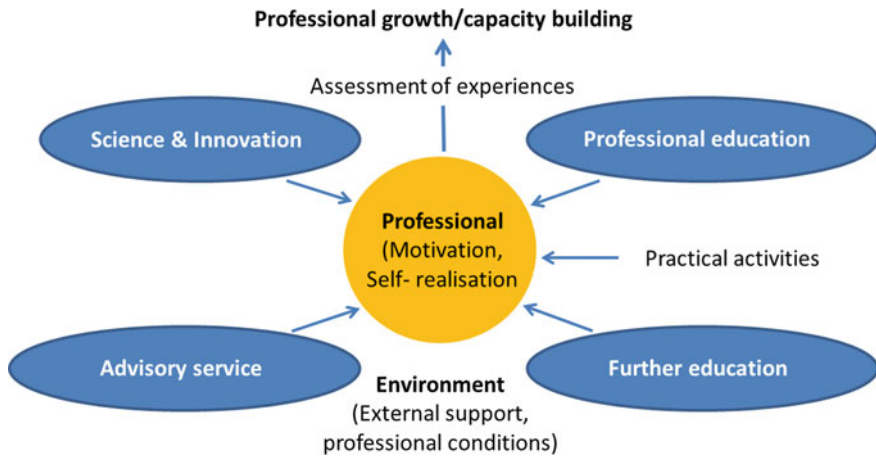 Professional growth/capacity building
Assessment of experiences
Science & Innovation
Professional education
Professional
(Motivation,
Self- realisation
Practical activities
Advisory service
Further education
Environment
(External support,
professional conditions)